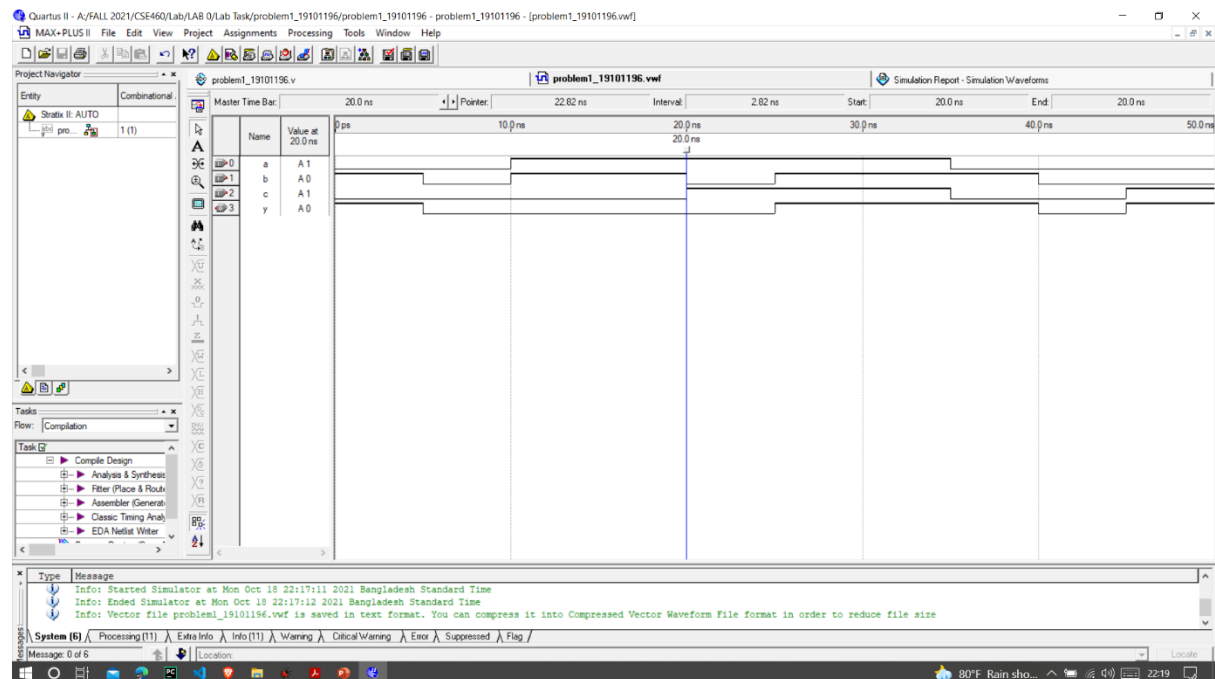 Quartus II - A:/FALL 2021/CSE460/Lab/LAB 0/Lab Task/problem1_19101196/problem1_19101196 - problem1_19101196 - [problem1_19101196.vwf]
MAX+PLUS II File Edit View Project Assignments Processing Tools Window Help
Project Navigator
problem1_19101196.v
problem1_19101196.vwf
Simulation Report - Simulation Waveforms
Entity Combinational
Master Time Bar: 20.0 ns Pointer: 22.82 ns Interval: 2.82 ns Start: 20.0 ns End: 20.0 ns
Stratix II: AUTO
pro... 1 (1)
Name Value at 20.0 ns
0 ps 10.0 ns 20.0 ns 30.0 ns 40.0 ns 50.0 ns
20.0 ns
0 a A 1
1 b A 0
2 c A 1
3 y A 0
Tasks
Flow: Compilation
Task
Compile Design
Analysis & Synthesis
Fitter (Place & Route
Assembler (Generat
Classic Timing Analy
EDA Netlist Writer
Type Message
Info: Started Simulator at Mon Oct 18 22:17:11 2021 Bangladesh Standard Time
Info: Ended Simulator at Mon Oct 18 22:17:12 2021 Bangladesh Standard Time
Info: Vector file problem1_19101196.vwf is saved in text format. You can compress it into Compressed Vector Waveform File format in order to reduce file size
System (6) Processing (11) Extra Info Info (11) Warning Critical Warning Error Suppressed Flag
Messages
Message: 0 of 6 Location: Locate
80°F Rain sho... 22:19